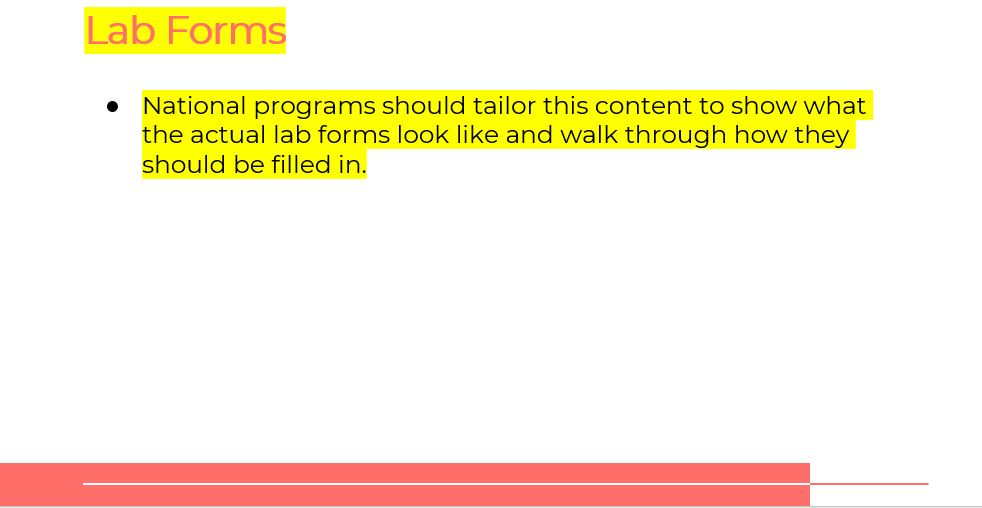 Lab Forms
● National programs should tailor this content to show what
the actual lab forms look like and walk through how they
should be filled in.